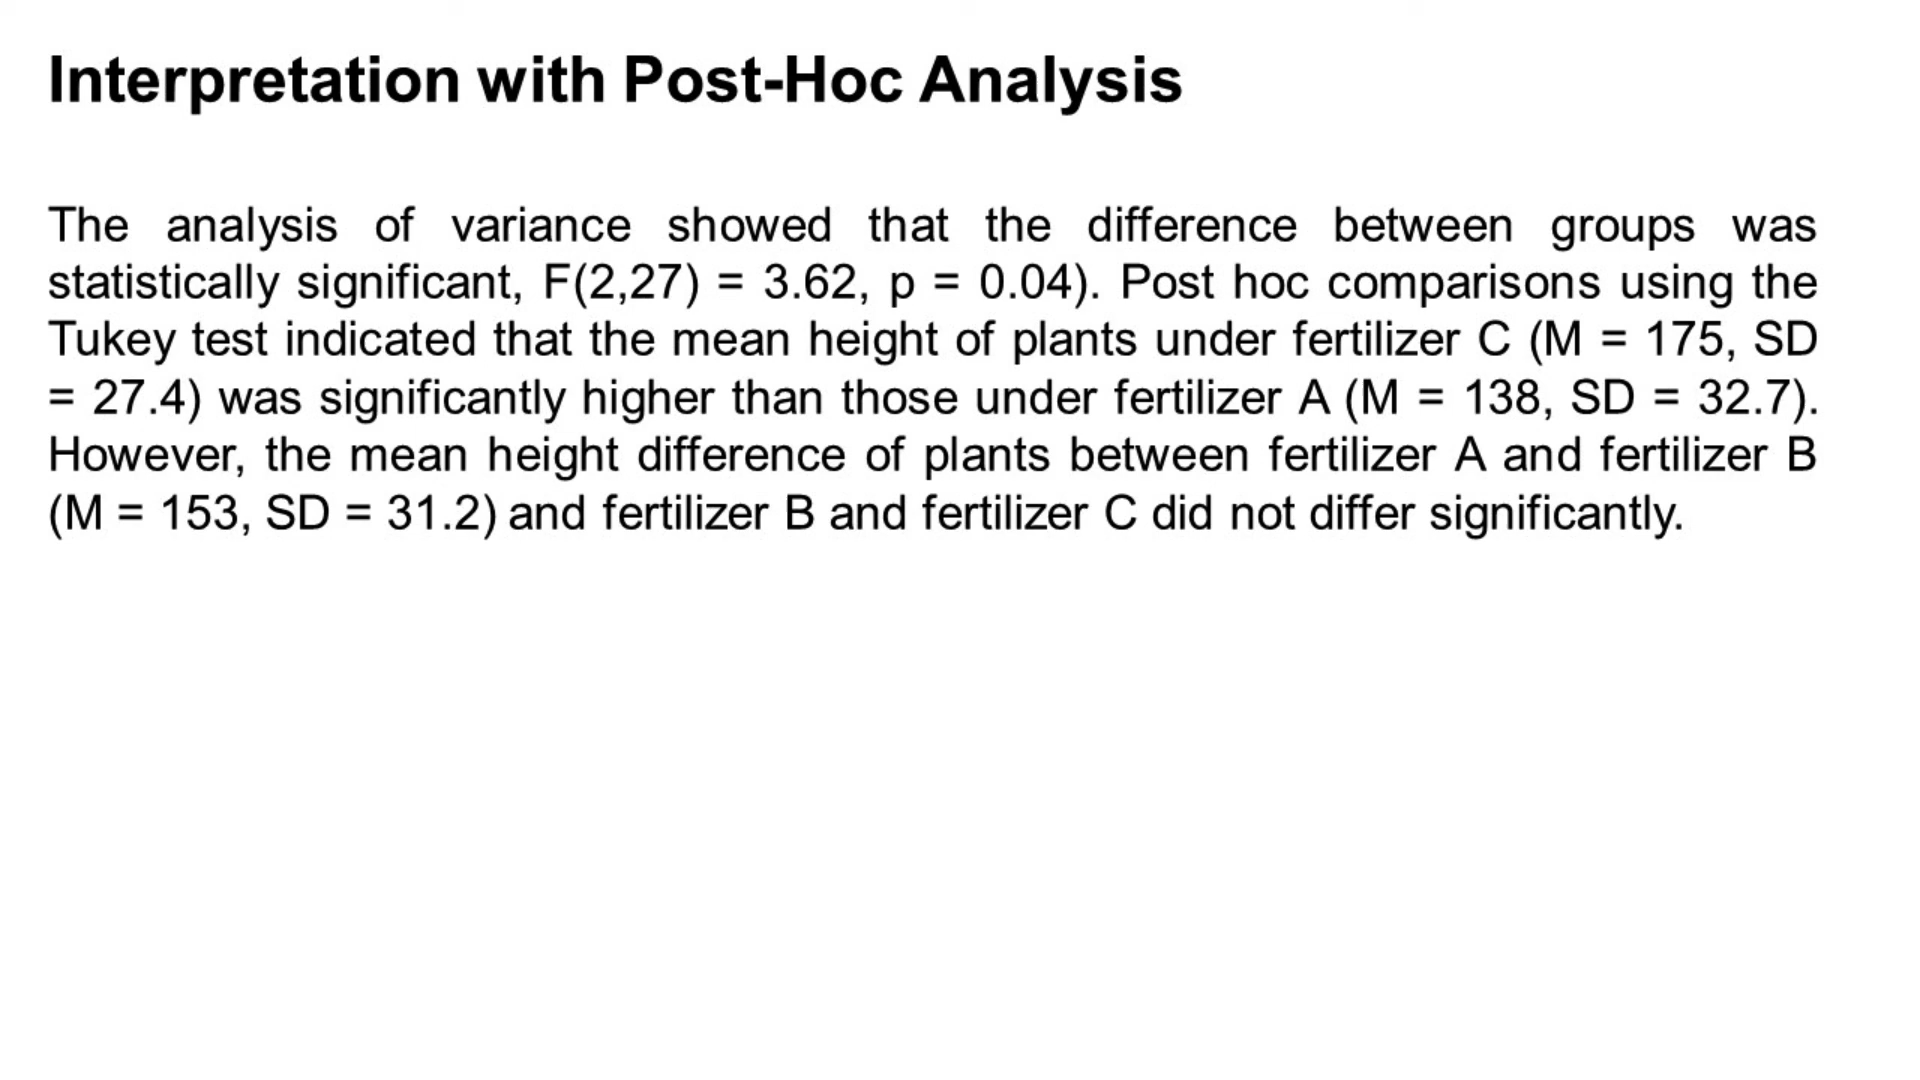 Interpretation with Post-Hoc Analysis
The analysis of variance showed that the difference between groups was
statistically significant, F(2,27) = 3.62, p = 0.04). Post hoc comparisons using the
Tukey test indicated that the mean height of plants under fertilizer C (M = 175, SD
= 27.4) was significantly higher than those under fertilizer A (M = 138, SD = 32.7).
However, the mean height difference of plants between fertilizer A and fertilizer B
(M = 153, SD = 31.2) and fertilizer B and fertilizer C did not differ significantly.